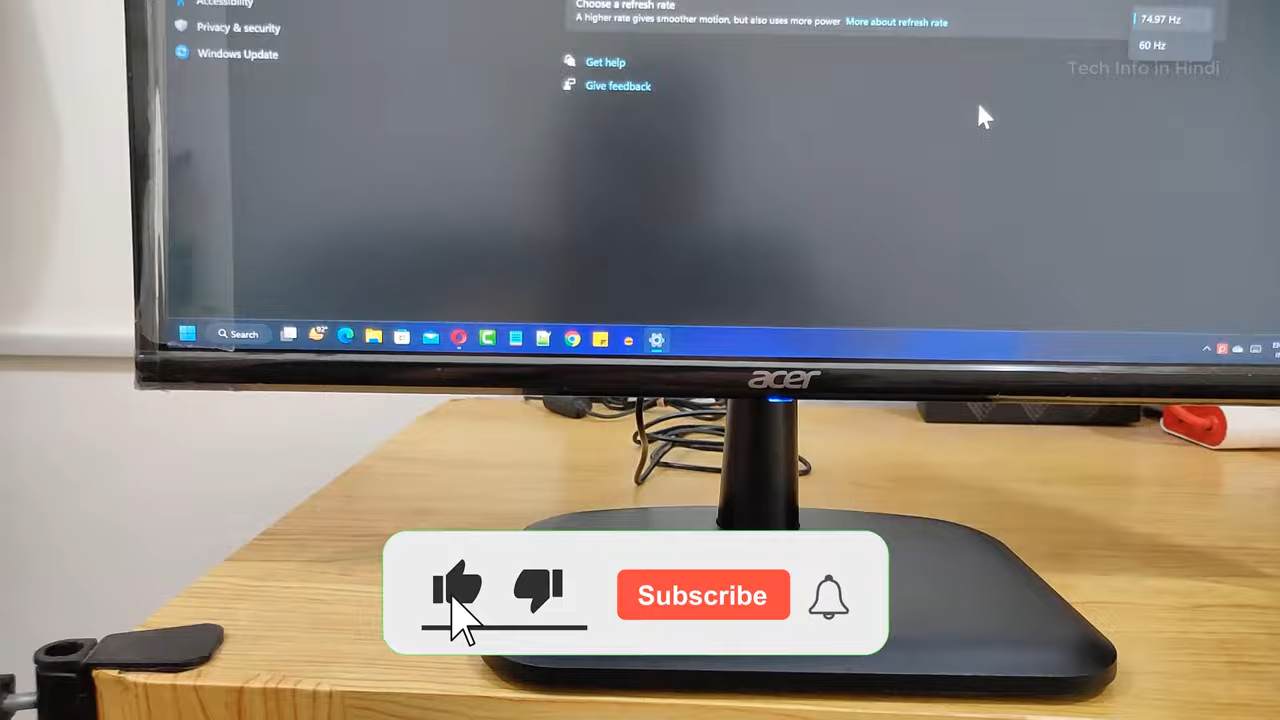 Accessibility
Choose a refresh rate
A higher rate gives smoother motion, but also uses more power More about refresh rate
74.97 Hz
Privacy & security
60 Hz
Windows Update
Get help
Tech Info in Hindi
Give feedback
Search
acer
Subscribe